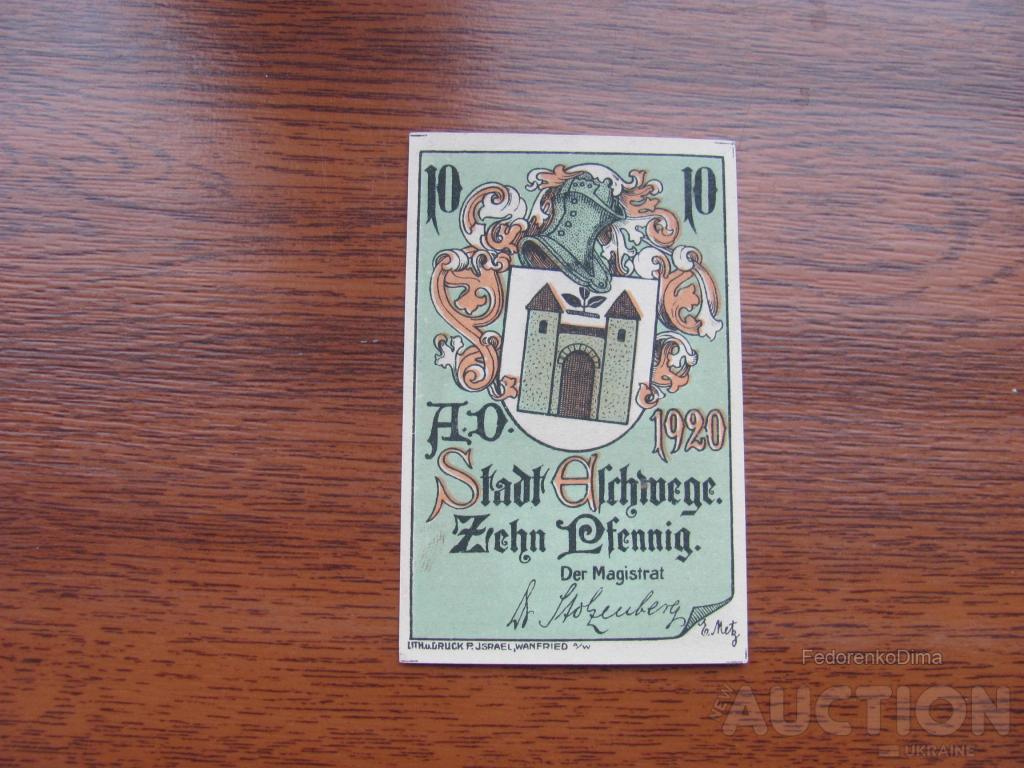 10 10
A.D. 1920
Stadt Eschwege.
Zehn Pfennig.
Der Magistrat
Dr Stolzenberg
E. Metz
LITH. u. DRUCK P. JSRAEL, WANFRIED a/W
FedorenkoDima
NEW AUCTION
UKRAINE